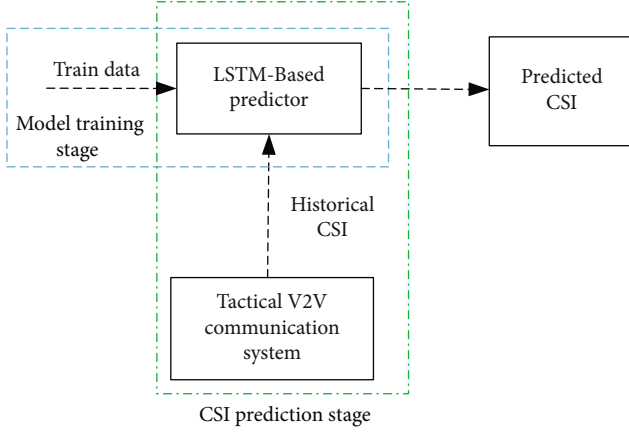 Train data
Model training
stage
LSTM-Based
predictor
Predicted
CSI
Historical
CSI
Tactical V2V
communication
system
CSI prediction stage